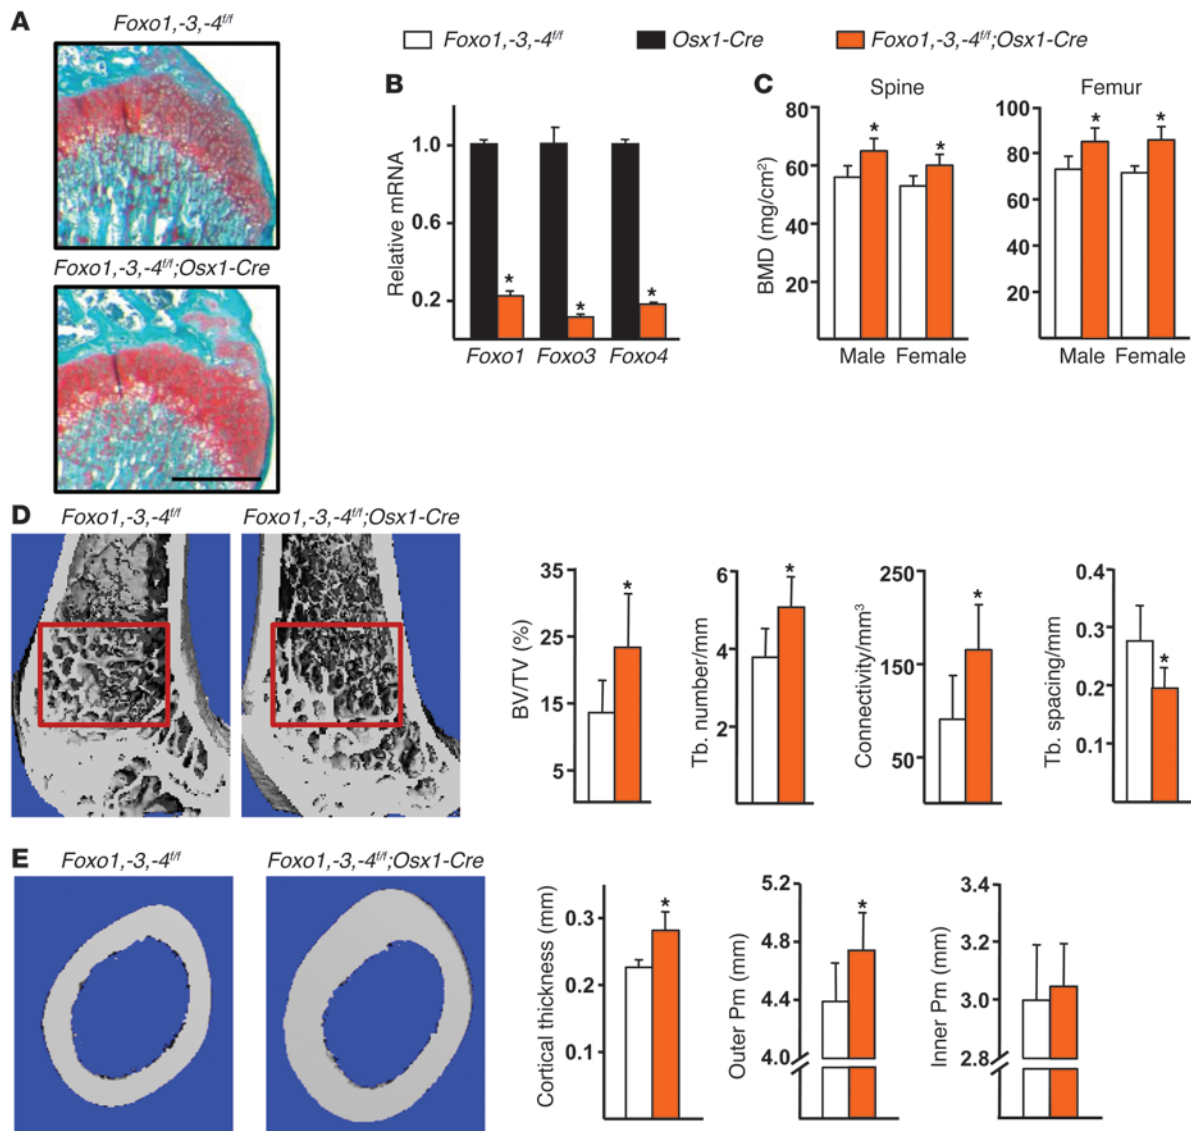 A
Foxo1,-3,-4f/f
Foxo1,-3,-4f/f;Osx1-Cre
Foxo1,-3,-4f/f
Osx1-Cre
Foxo1,-3,-4f/f;Osx1-Cre
B
Relative mRNA
1.0
0.6
0.2
*
*
*
Foxo1
Foxo3
Foxo4
C
Spine
BMD (mg/cm2)
80
60
40
20
*
*
Male
Female
Femur
100
80
60
40
20
*
*
Male
Female
D
Foxo1,-3,-4f/f
Foxo1,-3,-4f/f;Osx1-Cre
BV/TV (%)
35
25
15
5
*
Tb. number/mm
6
4
2
*
Connectivity/mm3
250
150
50
*
Tb. spacing/mm
0.4
0.3
0.2
0.1
*
E
Foxo1,-3,-4f/f
Foxo1,-3,-4f/f;Osx1-Cre
Cortical thickness (mm)
0.3
0.2
0.1
*
Outer Pm (mm)
5.2
4.8
4.4
4.0
*
Inner Pm (mm)
3.4
3.2
3.0
2.8